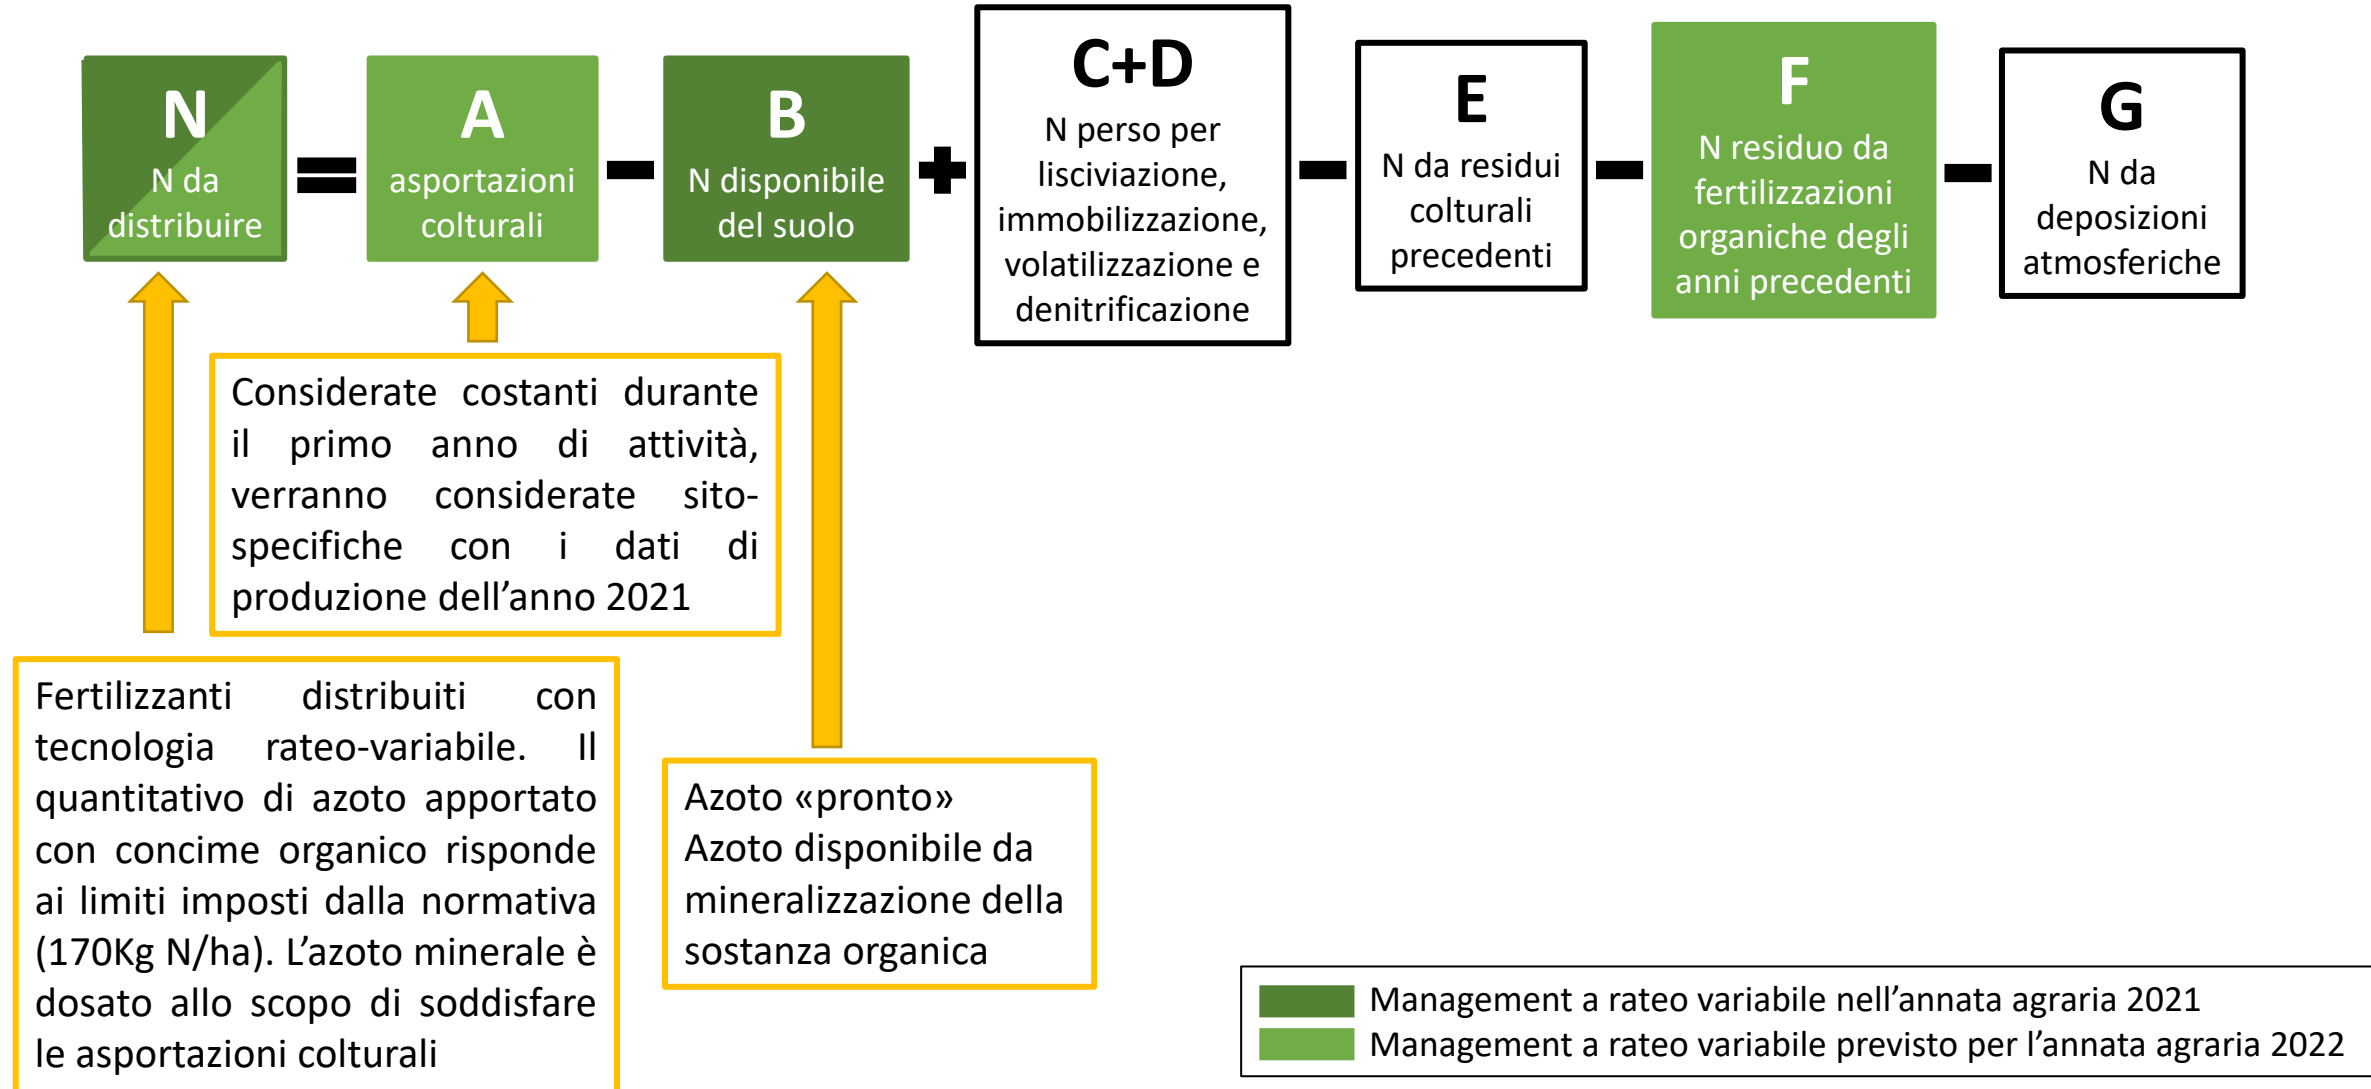 N
N da
distribuire
=
A
asportazioni
colturali
-
B
N disponibile
del suolo
+
C+D
N perso per
lisciviazione,
immobilizzazione,
volatilizzazione e
denitrificazione
-
E
N da residui
colturali
precedenti
-
F
N residuo da
fertilizzazioni
organiche degli
anni precedenti
-
G
N da
deposizioni
atmosferiche
Considerate costanti durante
il primo anno di attività,
verranno considerate sito-
specifiche con i dati di
produzione dell’anno 2021
Fertilizzanti distribuiti con
tecnologia rateo-variabile. Il
quantitativo di azoto apportato
con concime organico risponde
ai limiti imposti dalla normativa
(170Kg N/ha). L’azoto minerale è
dosato allo scopo di soddisfare
le asportazioni colturali
Azoto «pronto»
Azoto disponibile da
mineralizzazione della
sostanza organica
Management a rateo variabile nell’annata agraria 2021
Management a rateo variabile previsto per l’annata agraria 2022